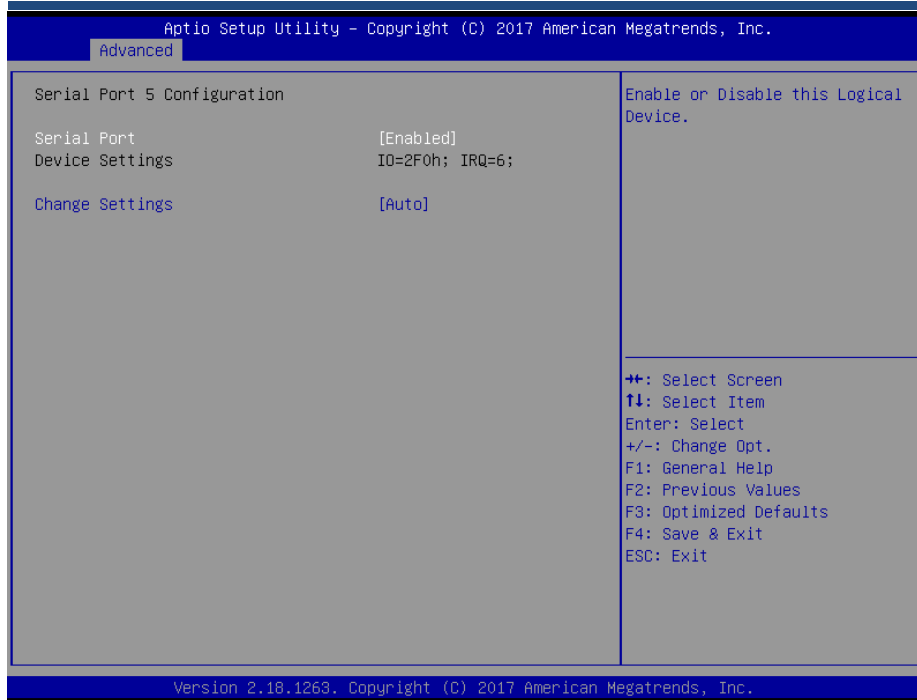 Aptio Setup Utility – Copyright (C) 2017 American Megatrends, Inc.
Advanced
Serial Port 5 Configuration
Serial Port [Enabled]
Device Settings IO=2F0h; IRQ=6;
Change Settings [Auto]
Enable or Disable this Logical
Device.
→←: Select Screen
↑↓: Select Item
Enter: Select
+/-: Change Opt.
F1: General Help
F2: Previous Values
F3: Optimized Defaults
F4: Save & Exit
ESC: Exit
Version 2.18.1263. Copyright (C) 2017 American Megatrends, Inc.